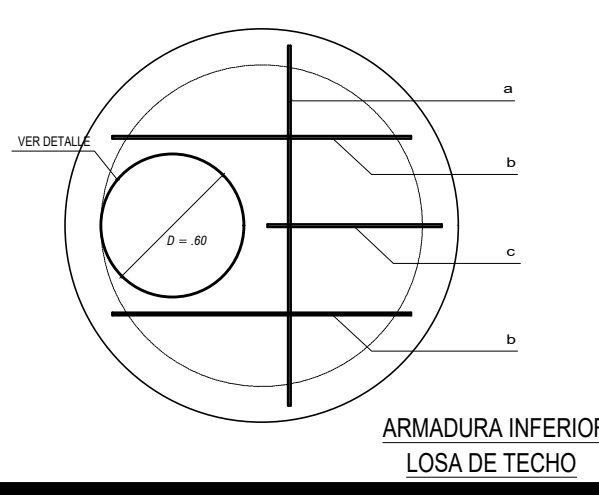 a
VER DETALLE
b
D = .60
c
b
ARMADURA INFERIOR
LOSA DE TECHO